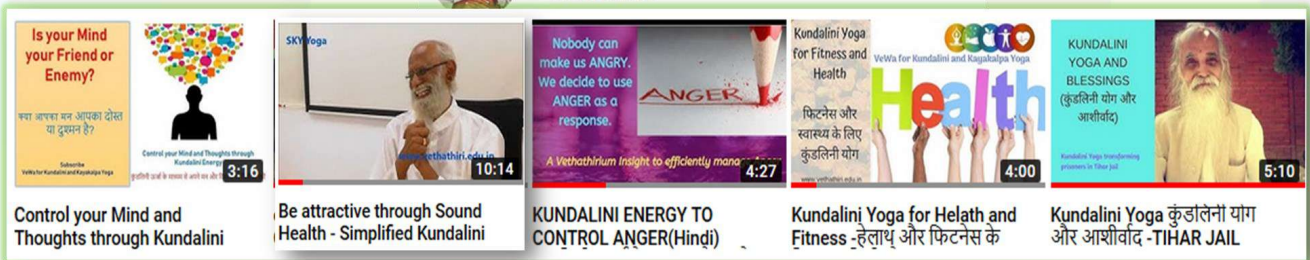 Is your Mind
your Friend or
Enemy?
क्या आपका मन आपका दोस्त
या दुश्मन है?
Subscribe
VeWa for Kundalini and Kayakalpa Yoga
Control your Mind and Thoughts through
Kundalini Energy
3:16
Control your Mind and
Thoughts through Kundalini
SKY Yoga
www.vethathiri.edu.in
10:14
Be attractive through Sound
Health - Simplified Kundalini
Nobody can
make us ANGRY.
We decide to use
ANGER as a
response.
ANGER
A Vethathirium Insight to efficiently
4:27
KUNDALINI ENERGY TO
CONTROL ANGER(Hindi)
Kundalini Yoga
for Fitness and
Health
फिटनेस और
स्वास्थ्य के लिए
कुंडलिनी योग
www.vethathiri.edu.in
VeWa for Kundalini and Kayakalpa Yoga
Health
4:00
Kundalini Yoga for Helath and
Fitness -हेलाथ् और फिटनेस के
KUNDALINI
YOGA AND
BLESSINGS
(कुंडलिनी योग और
आशीर्वाद)
Kundalini Yoga transforming
prisoners in Tihar Jail
5:10
Kundalini Yoga कुंडलिनी योग
और आशीर्वाद -TIHAR JAIL